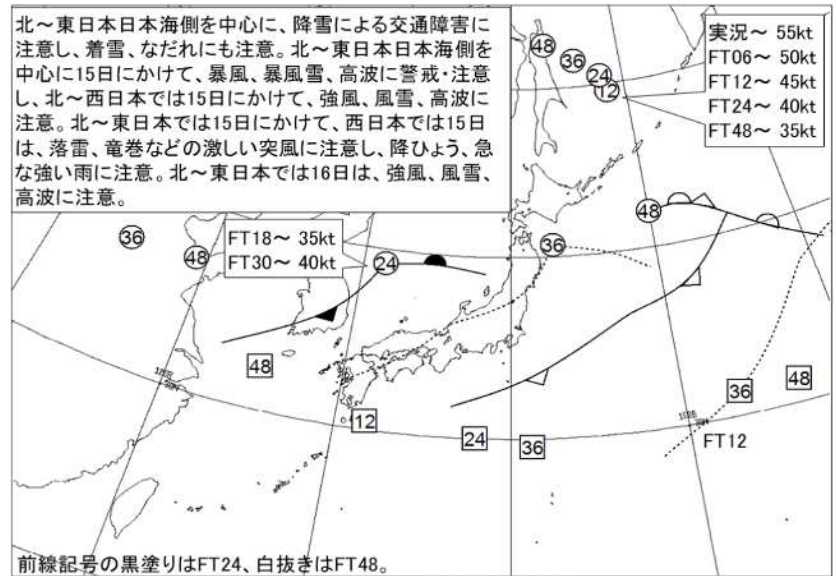 北～東日本日本海側を中心に、降雪による交通障害に
注意し、着雪、なだれにも注意。北～東日本日本海側を
中心に15日にかけて、暴風、暴風雪、高波に警戒・注意
し、北～西日本では15日にかけて、強風、風雪、高波に
注意。北～東日本では15日にかけて、西日本では15日
は、落雷、竜巻などの激しい突風に注意し、降ひょう、急
な強い雨に注意。北～東日本では16日は、強風、風雪、
高波に注意。
48
36
24
12
実況～ 55kt
FT06～ 50kt
FT12～ 45kt
FT24～ 40kt
FT48～ 35kt
48
36
48
FT18～ 35kt
FT30～ 40kt
24
36
48
12
24
36
36
48
FT12
前線記号の黒塗りはFT24、白抜きはFT48。